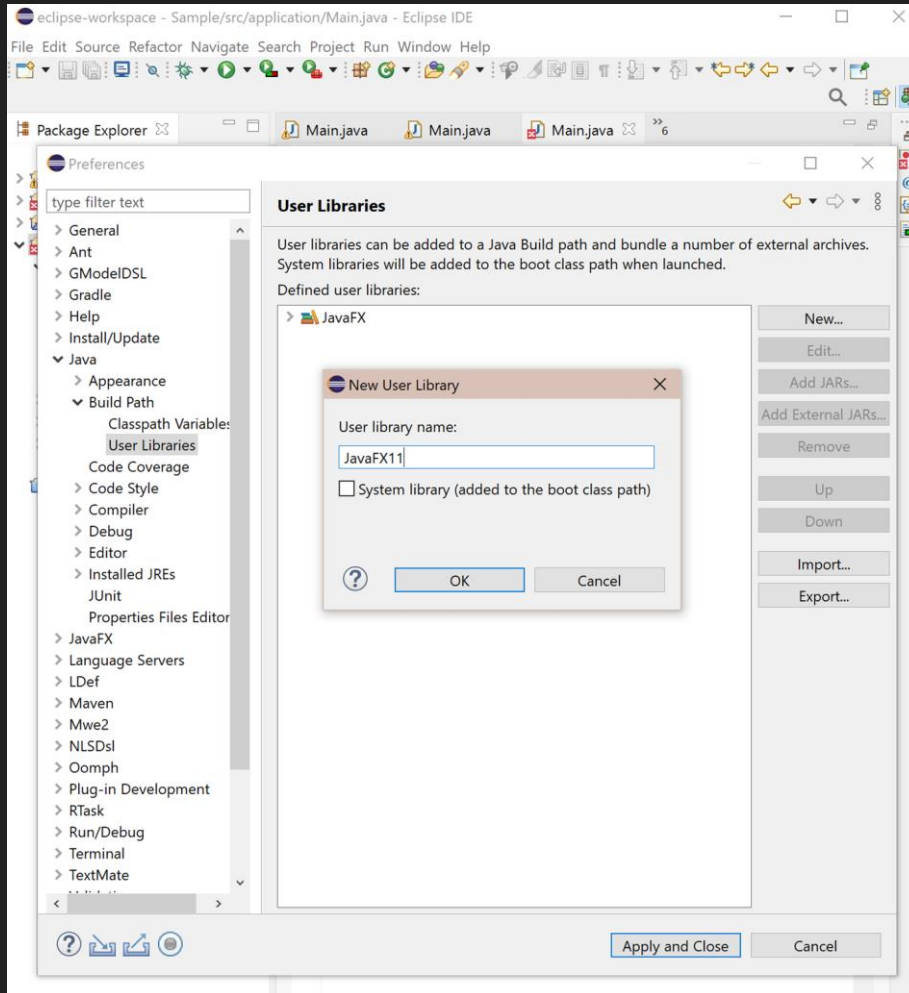 eclipse-workspace - Sample/src/application/Main.java - Eclipse IDE
File Edit Source Refactor Navigate Search Project Run Window Help
Package Explorer
Main.java
Main.java
Main.java
»6
Preferences
type filter text
General
Ant
GModelDSL
Gradle
Help
Install/Update
Java
Appearance
Build Path
Classpath Variables
User Libraries
Code Coverage
Code Style
Compiler
Debug
Editor
Installed JREs
JUnit
Properties Files Editor
JavaFX
Language Servers
LDef
Maven
Mwe2
NLSDsl
Oomph
Plug-in Development
RTask
Run/Debug
Terminal
TextMate
User Libraries
User libraries can be added to a Java Build path and bundle a number of external archives.
System libraries will be added to the boot class path when launched.
Defined user libraries:
JavaFX
New...
Edit...
Add JARs...
Add External JARs...
Remove
Up
Down
Import...
Export...
New User Library
User library name:
JavaFX11
System library (added to the boot class path)
OK
Cancel
Apply and Close
Cancel